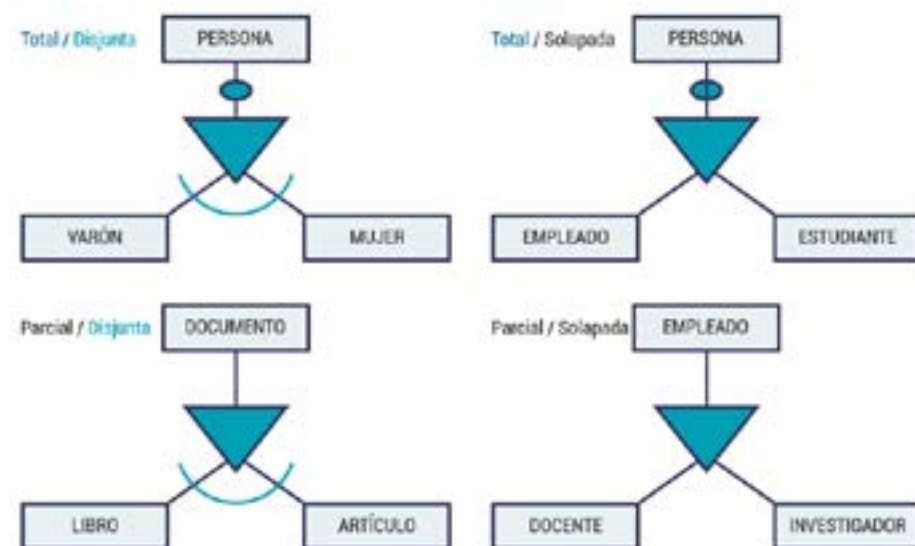 Total / Disjunta
PERSONA
VARÓN
MUJER
Total / Solapada
PERSONA
EMPLEADO
ESTUDIANTE
Parcial / Disjunta
DOCUMENTO
LIBRO
ARTÍCULO
Parcial / Solapada
EMPLEADO
DOCENTE
INVESTIGADOR